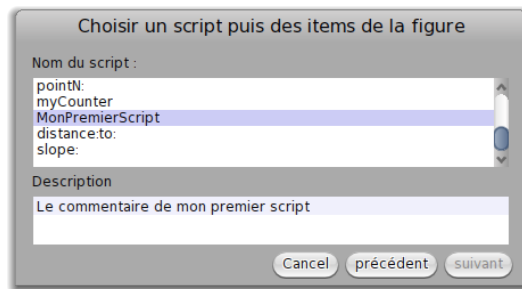 Choisir un script puis des items de la figure
Nom du script :
pointN:
myCounter
MonPremierScript
distance:to:
slope:
Description
Le commentaire de mon premier script
Cancel précédent suivant